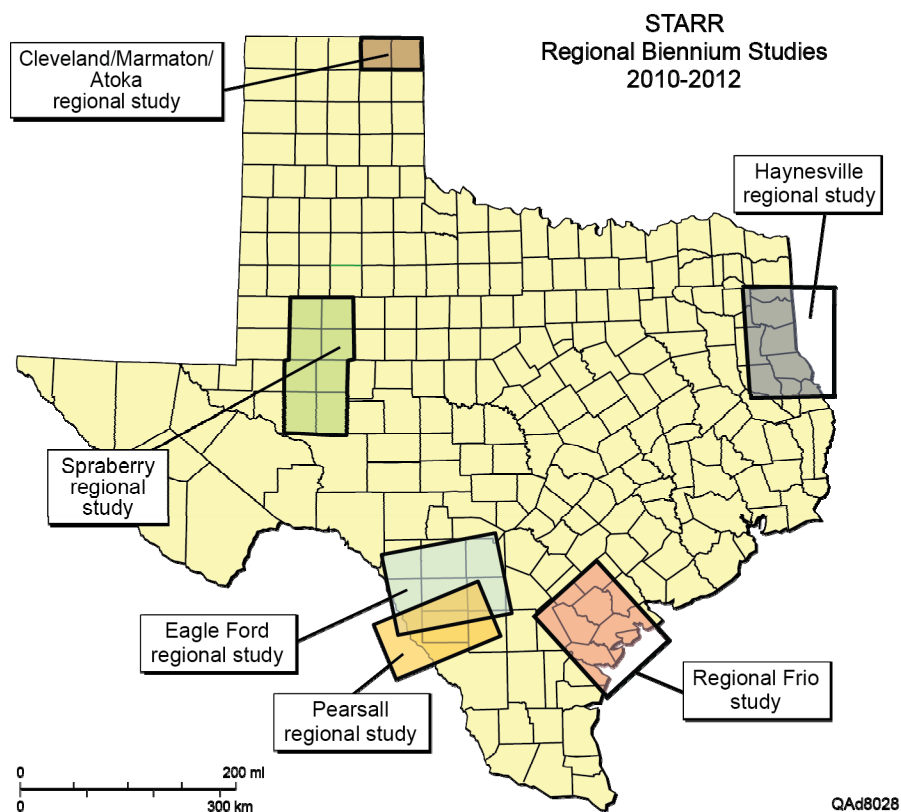 STARR
Regional Biennium Studies
2010-2012
Cleveland/Marmaton/
Atoka
regional study
Haynesville
regional study
Spraberry
regional
study
Eagle Ford
regional study
Pearsall
regional study
Regional Frio
study
0 200 mI
0 300 km
QAd8028